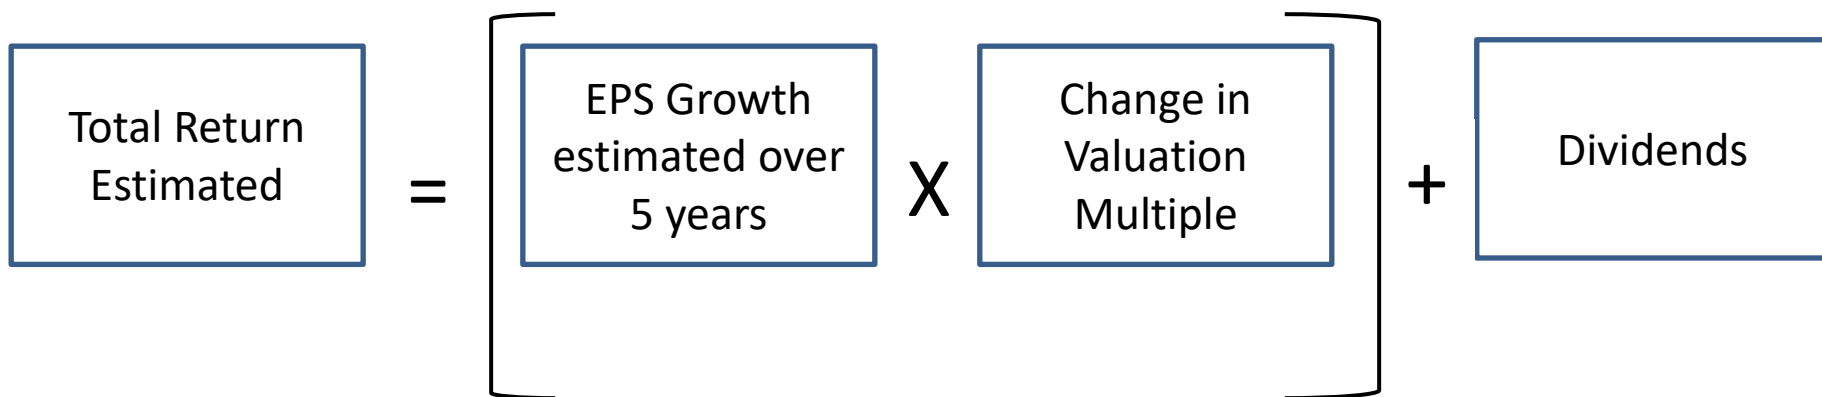 Total Return
Estimated
=
EPS Growth
estimated over
5 years
X
Change in
Valuation
Multiple
+
Dividends